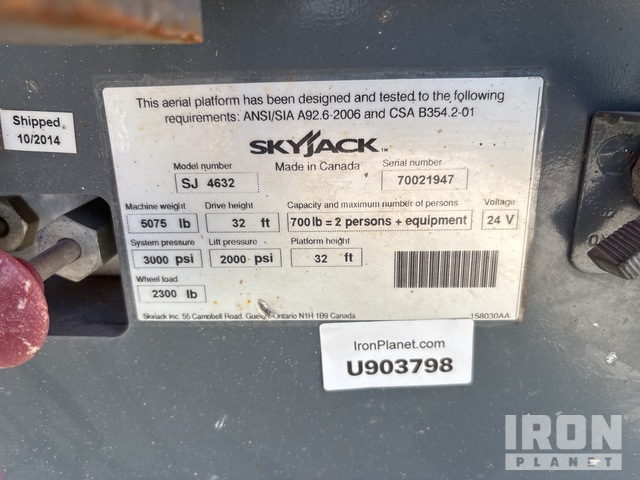 This aerial platform has been designed and tested to the following
requirements: ANSI/SIA A92.6-2006 and CSA B354.2-01
Shipped
10/2014
SKYJACK
Model number
Made in Canada
Serial number
SJ 4632
70021947
Machine weight
Drive height
Capacity and maximum number of persons
Voltage
5075 lb
32 ft
700 lb = 2 persons + equipment
24 V
System pressure
Lift pressure
Platform height
3000 psi
2000 psi
32 ft
Wheel load
2300 lb
Skyjack Inc. 55 Campbell Road, Guelph Ontario N1H 1B9 Canada
158030AA
IronPlanet.com
U903798
IRON
PLANET